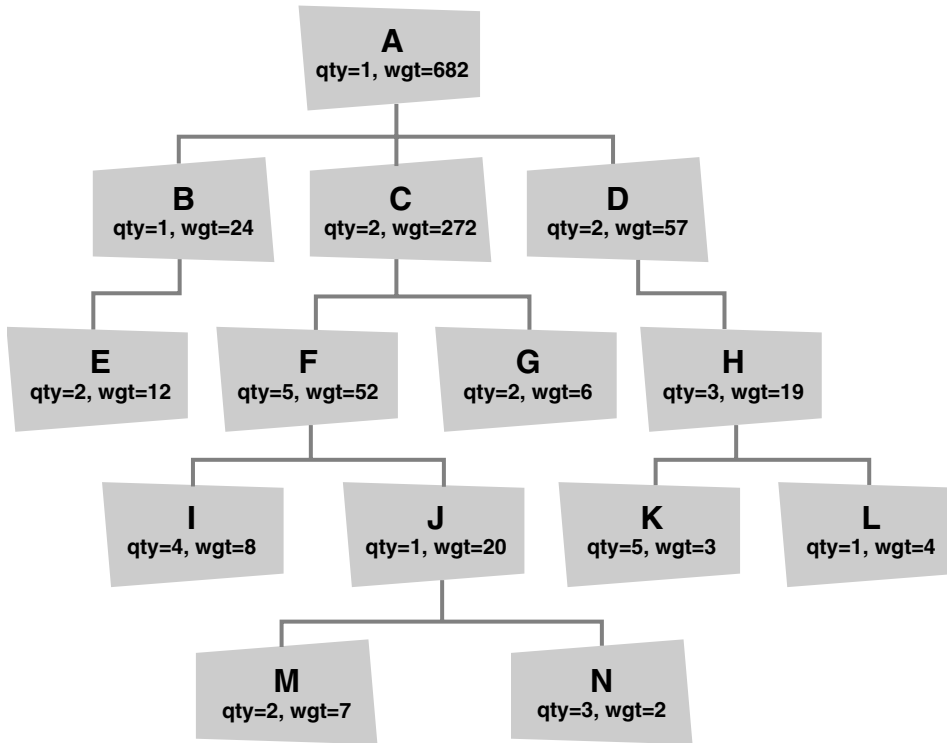 A
qty=1, wgt=682
B
qty=1, wgt=24
C
qty=2, wgt=272
D
qty=2, wgt=57
E
qty=2, wgt=12
F
qty=5, wgt=52
G
qty=2, wgt=6
H
qty=3, wgt=19
I
qty=4, wgt=8
J
qty=1, wgt=20
K
qty=5, wgt=3
L
qty=1, wgt=4
M
qty=2, wgt=7
N
qty=3, wgt=2